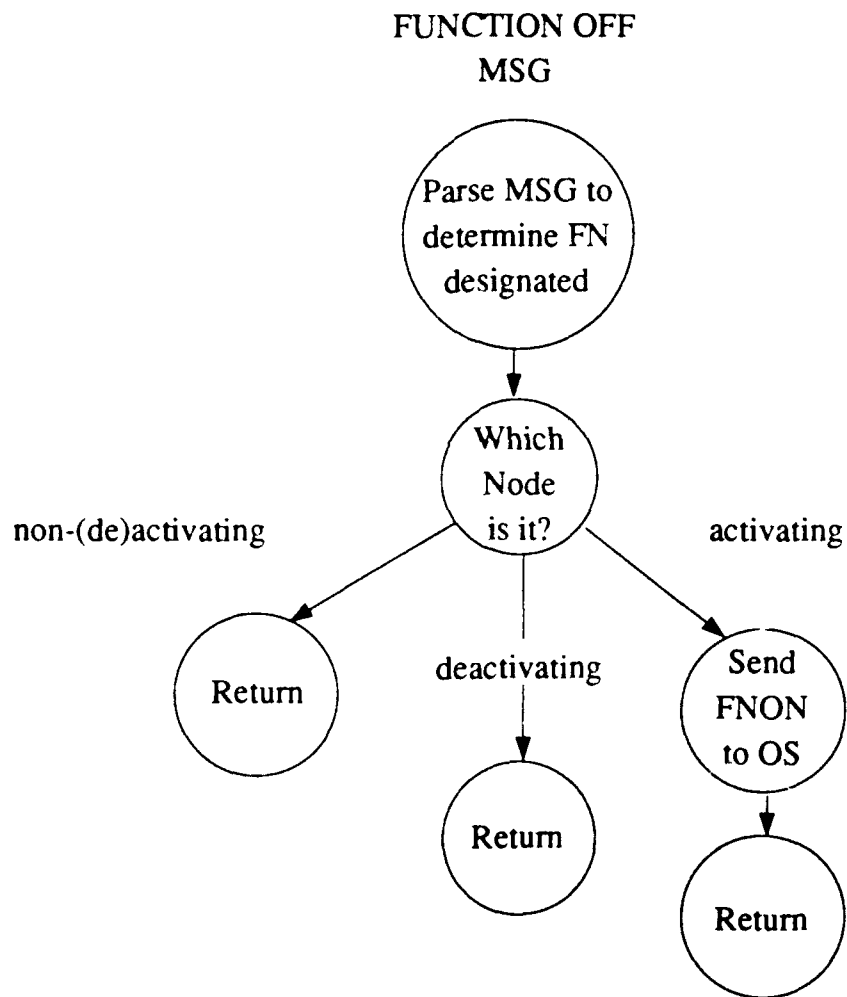 FUNCTION OFF
MSG
Parse MSG to
determine FN
designated
Which
Node
is it?
non-(de)activating
activating
Return
deactivating
Send
FNON
to OS
Return
Return